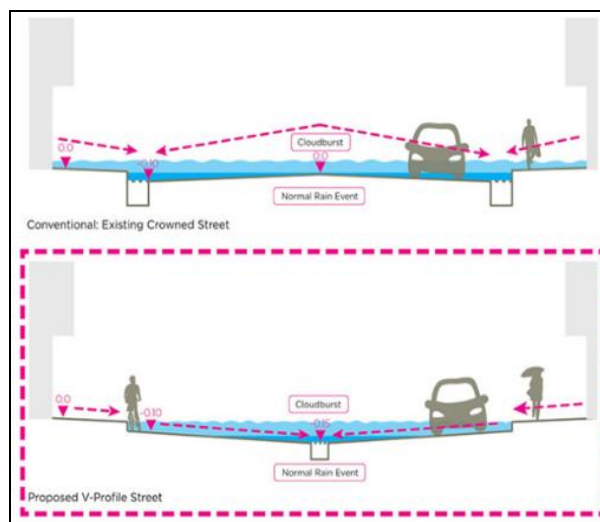 Cloudburst
0.0
-0.10
0.0
Normal Rain Event
Conventional: Existing Crowned Street
Cloudburst
0.0
-0.10
-0.15
Normal Rain Event
Proposed V-Profile Street